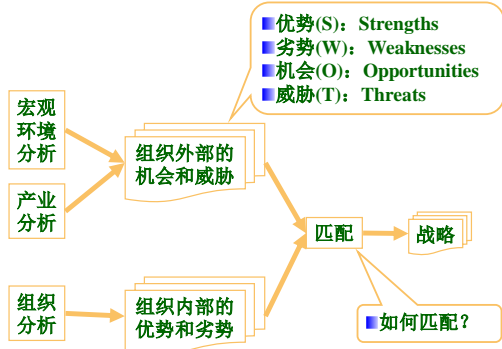 优势(S)：Strengths
劣势(W)：Weaknesses
机会(O)：Opportunities
威胁(T)：Threats
宏观
环境
分析
组织外部的
机会和威胁
产业
分析
匹配
战略
组织
分析
组织内部的
优势和劣势
如何匹配？